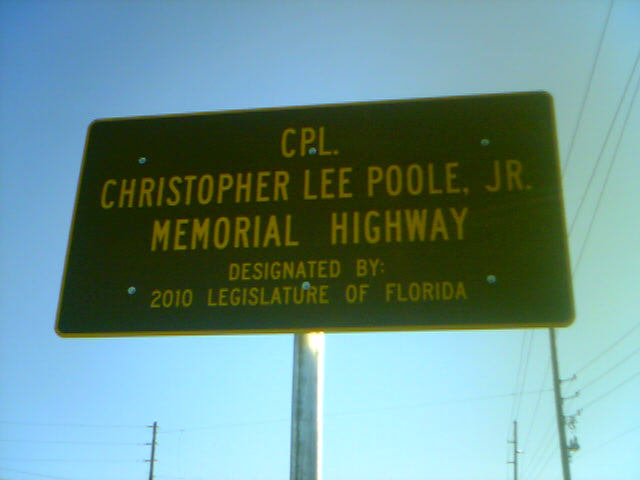 CPL.
CHRISTOPHER LEE POOLE, JR.
MEMORIAL HIGHWAY
DESIGNATED BY:
2010 LEGISLATURE OF FLORIDA